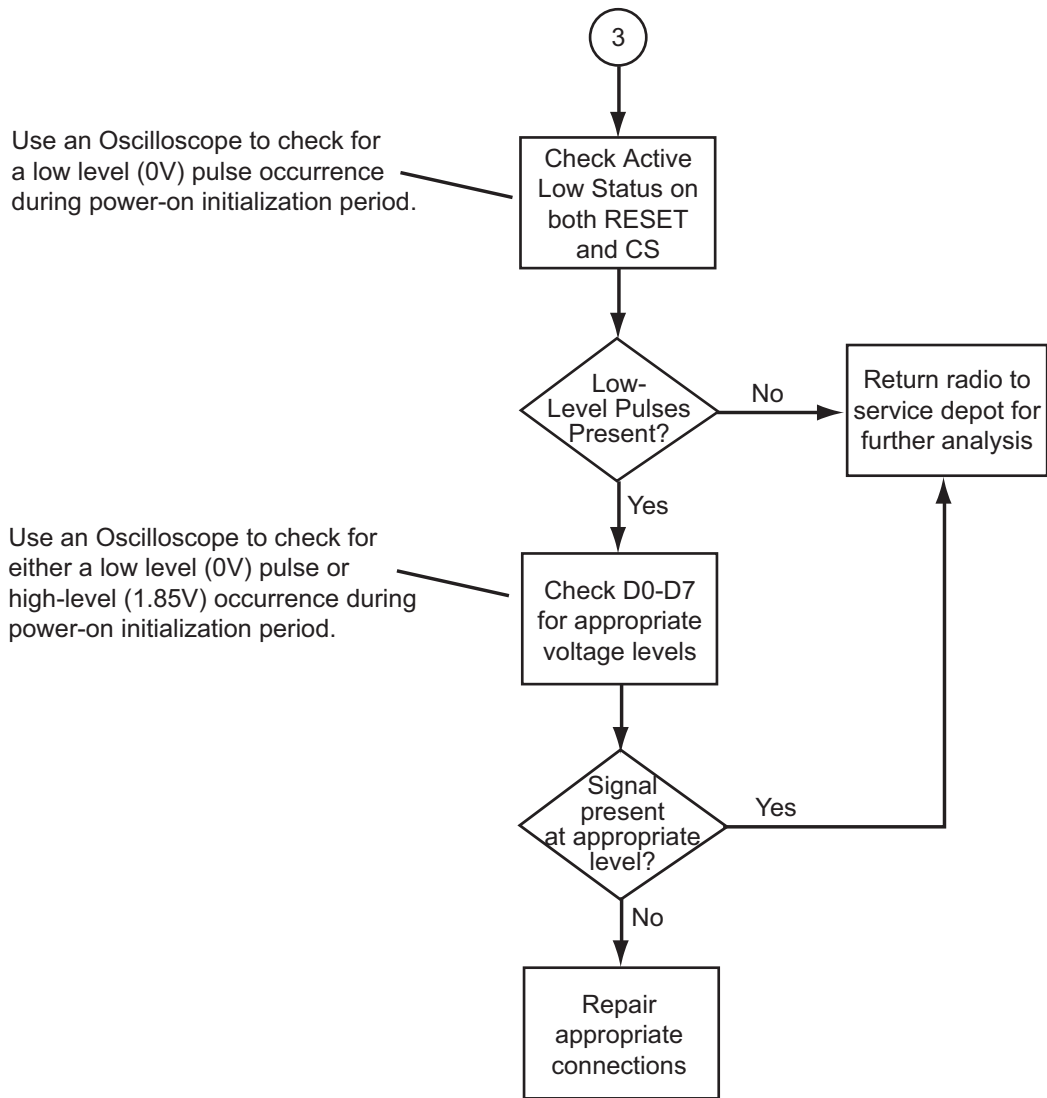 3
Use an Oscilloscope to check for
a low level (0V) pulse occurrence
during power-on initialization period.
Check Active
Low Status on
both RESET
and CS
Low-
Level Pulses
Present?
No
Return radio to
service depot for
further analysis
Yes
Use an Oscilloscope to check for
either a low level (0V) pulse or
high-level (1.85V) occurrence during
power-on initialization period.
Check D0-D7
for appropriate
voltage levels
Signal
present
at appropriate
level?
Yes
No
Repair
appropriate
connections